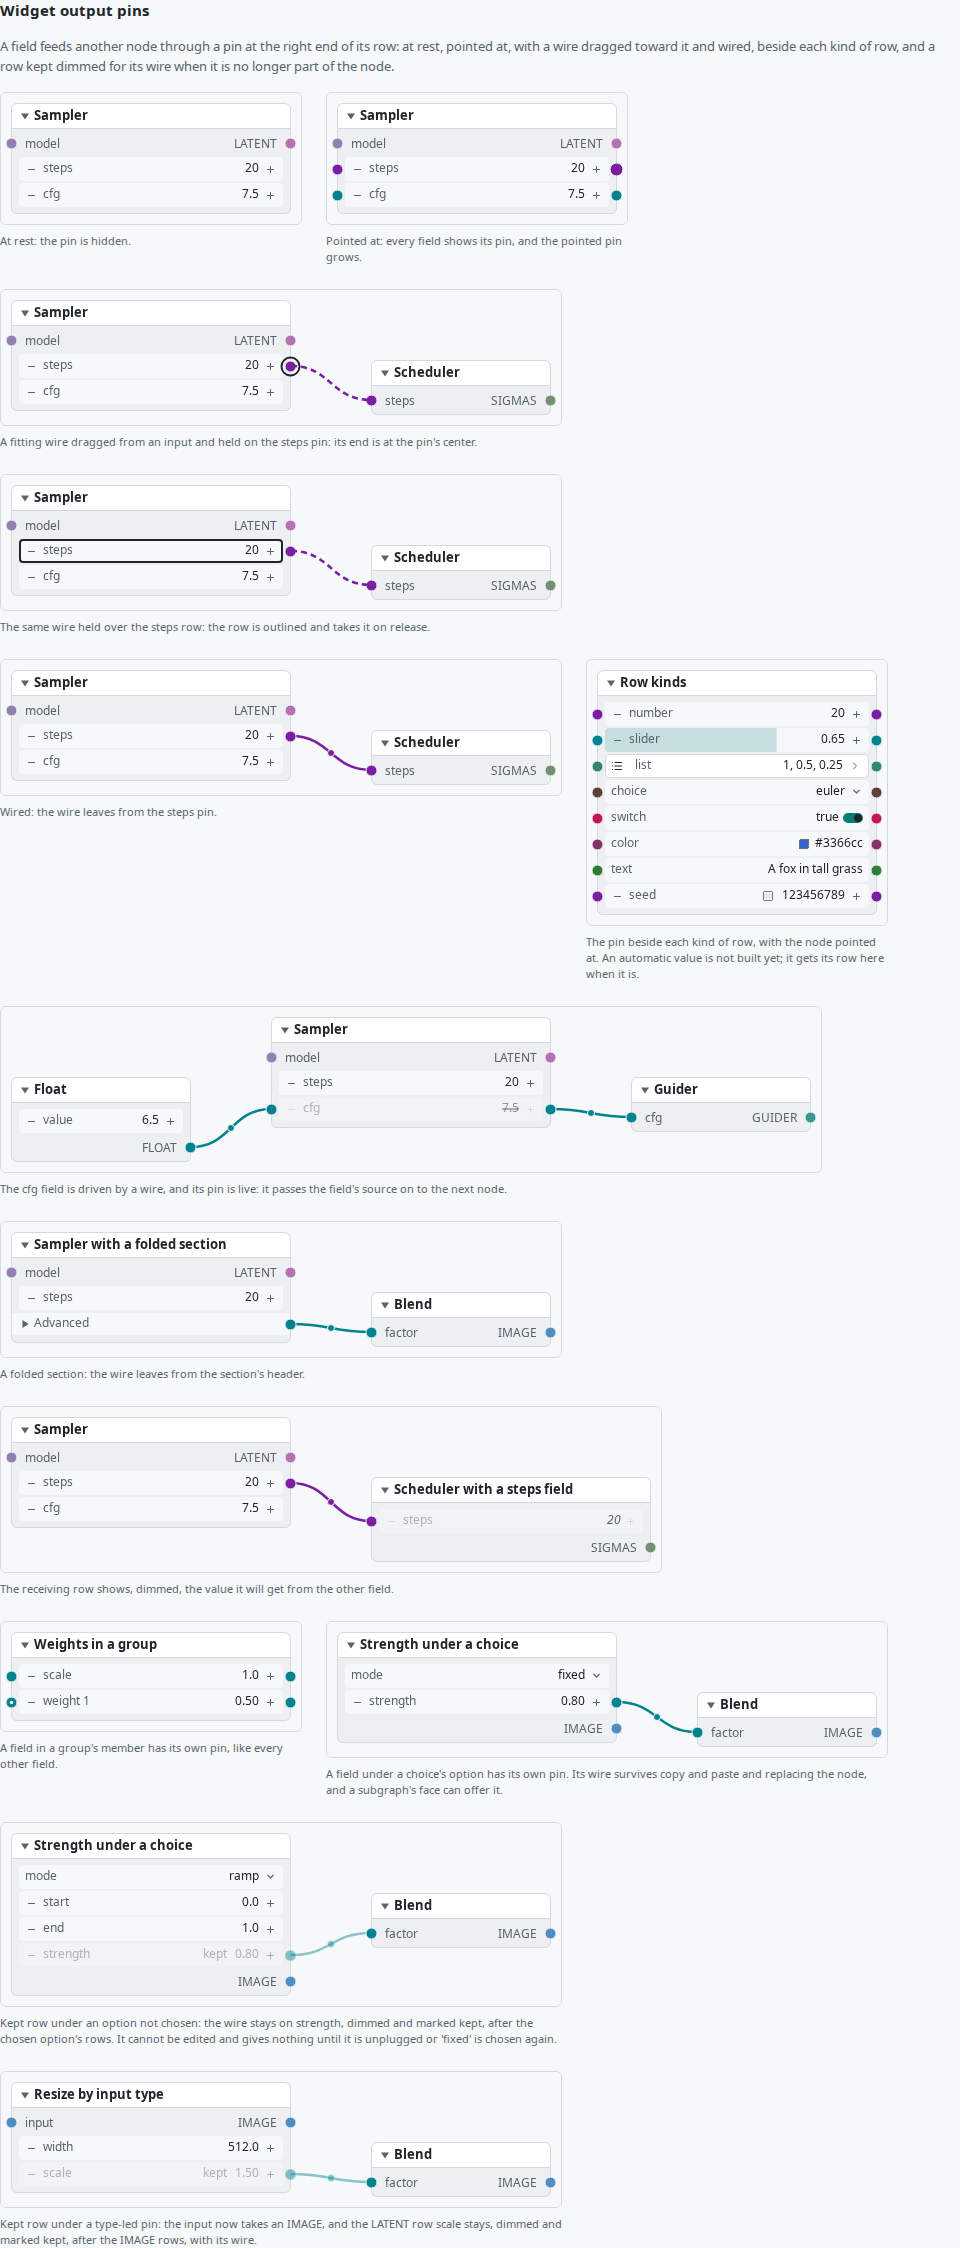 Widget output pins
A field feeds another node through a pin at the right end of its row: at rest, pointed at, with a wire dragged toward it and wired, beside each kind of row, and a
row kept dimmed for its wire when it is no longer part of the node.
Sampler
model LATENT
– steps 20 +
– cfg 7.5 +
At rest: the pin is hidden.
Sampler
model LATENT
– steps 20 +
– cfg 7.5 +
Pointed at: every field shows its pin, and the pointed pin
grows.
Sampler
model LATENT
– steps 20 +
– cfg 7.5 +
Scheduler
steps SIGMAS
A fitting wire dragged from an input and held on the steps pin: its end is at the pin's center.
Sampler
model LATENT
– steps 20 +
– cfg 7.5 +
Scheduler
steps SIGMAS
The same wire held over the steps row: the row is outlined and takes it on release.
Sampler
model LATENT
– steps 20 +
– cfg 7.5 +
Scheduler
steps SIGMAS
Wired: the wire leaves from the steps pin.
Row kinds
– number 20 +
– slider 0.65 +
list 1, 0.5, 0.25
choice euler
switch true
color #3366cc
text A fox in tall grass
– seed 123456789 +
The pin beside each kind of row, with the node pointed
at. An automatic value is not built yet; it gets its row here
when it is.
Float
– value 6.5 +
FLOAT
Sampler
model LATENT
– steps 20 +
– cfg 7.5 +
Guider
cfg GUIDER
The cfg field is driven by a wire, and its pin is live: it passes the field's source on to the next node.
Sampler with a folded section
model LATENT
– steps 20 +
Advanced
Blend
factor IMAGE
A folded section: the wire leaves from the section's header.
Sampler
model LATENT
– steps 20 +
– cfg 7.5 +
Scheduler with a steps field
– steps 20 +
SIGMAS
The receiving row shows, dimmed, the value it will get from the other field.
Weights in a group
– scale 1.0 +
– weight 1 0.50 +
A field in a group's member has its own pin, like every
other field.
Strength under a choice
mode fixed
– strength 0.80 +
IMAGE
Blend
factor IMAGE
A field under a choice's option has its own pin. Its wire survives copy and paste and replacing the node,
and a subgraph's face can offer it.
Strength under a choice
mode ramp
– start 0.0 +
– end 1.0 +
– strength kept 0.80 +
IMAGE
Blend
factor IMAGE
Kept row under an option not chosen: the wire stays on strength, dimmed and marked kept, after the
chosen option's rows. It cannot be edited and gives nothing until it is unplugged or 'fixed' is chosen again.
Resize by input type
input IMAGE
– width 512.0 +
– scale kept 1.50 +
Blend
factor IMAGE
Kept row under a type-led pin: the input now takes an IMAGE, and the LATENT row scale stays, dimmed and
marked kept, after the IMAGE rows, with its wire.